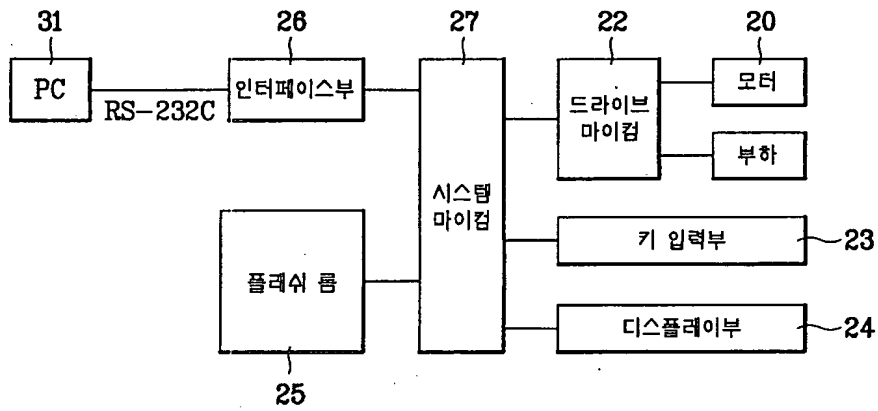 31
26
27
22
20
PC
RS-232C
인터페이스부
시스템
마이컴
드라이브
마이컴
모터
부하
플래쉬 롬
키 입력부
23
디스플레이부
24
25